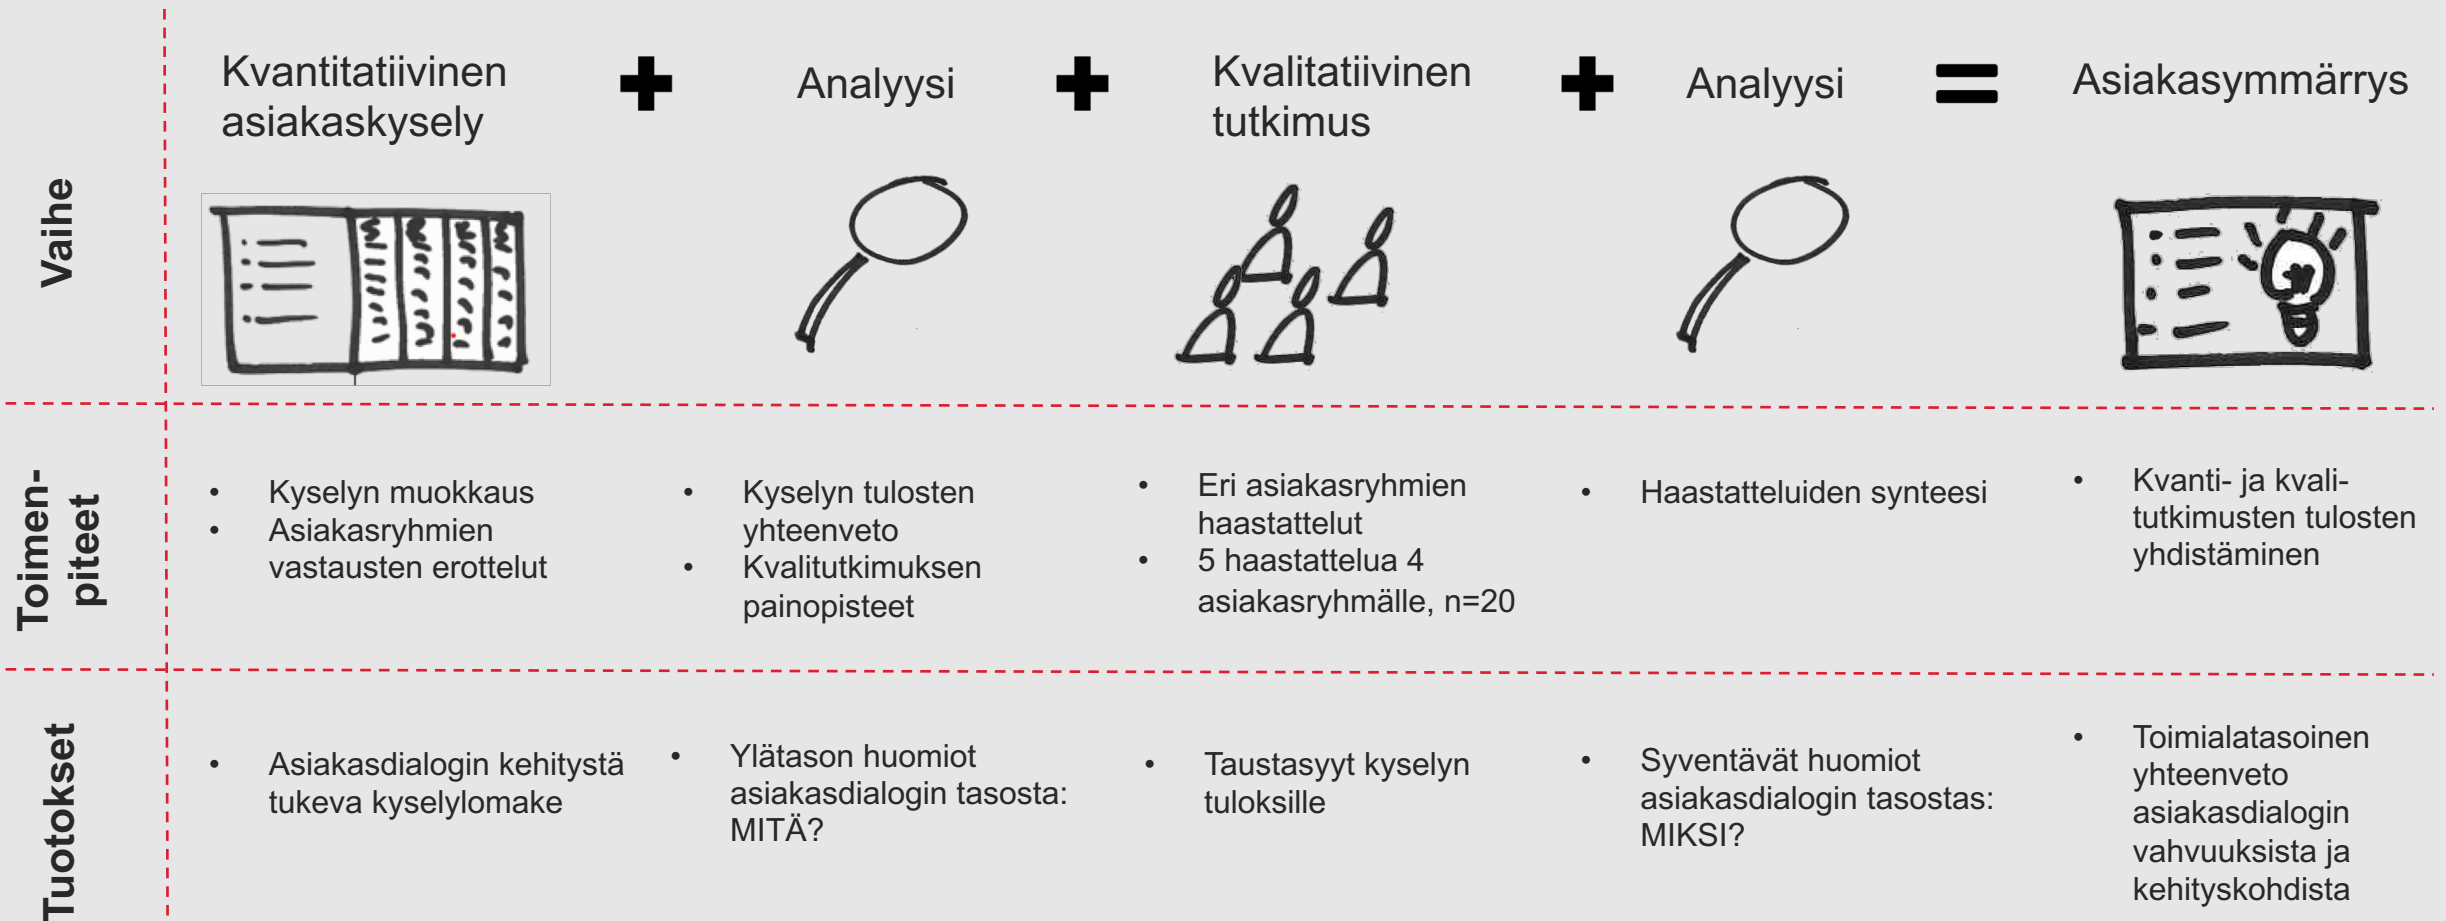 Vaihe
Kvantitatiivinen
asiakaskysely
Analyysi
Kvalitatiivinen
tutkimus
Analyysi
Asiakasymmärrys
Toimen-
piteet
• Kyselyn muokkaus
• Asiakasryhmien
vastausten erottelut
• Kyselyn tulosten
yhteenveto
• Kvalitutkimuksen
painopisteet
• Eri asiakasryhmien
haastattelut
• 5 haastattelua 4
asiakasryhmälle, n=20
• Haastatteluiden synteesi
• Kvanti- ja kvali-
tutkimusten tulosten
yhdistäminen
Tuotokset
• Asiakasdialogin kehitystä
tukeva kyselylomake
• Ylätason huomiot
asiakasdialogin tasosta:
MITÄ?
• Taustasyyt kyselyn
tuloksille
• Syventävät huomiot
asiakasdialogin tasostas:
MIKSI?
• Toimialatasoinen
yhteenveto
asiakasdialogin
vahvuuksista ja
kehityskohdista